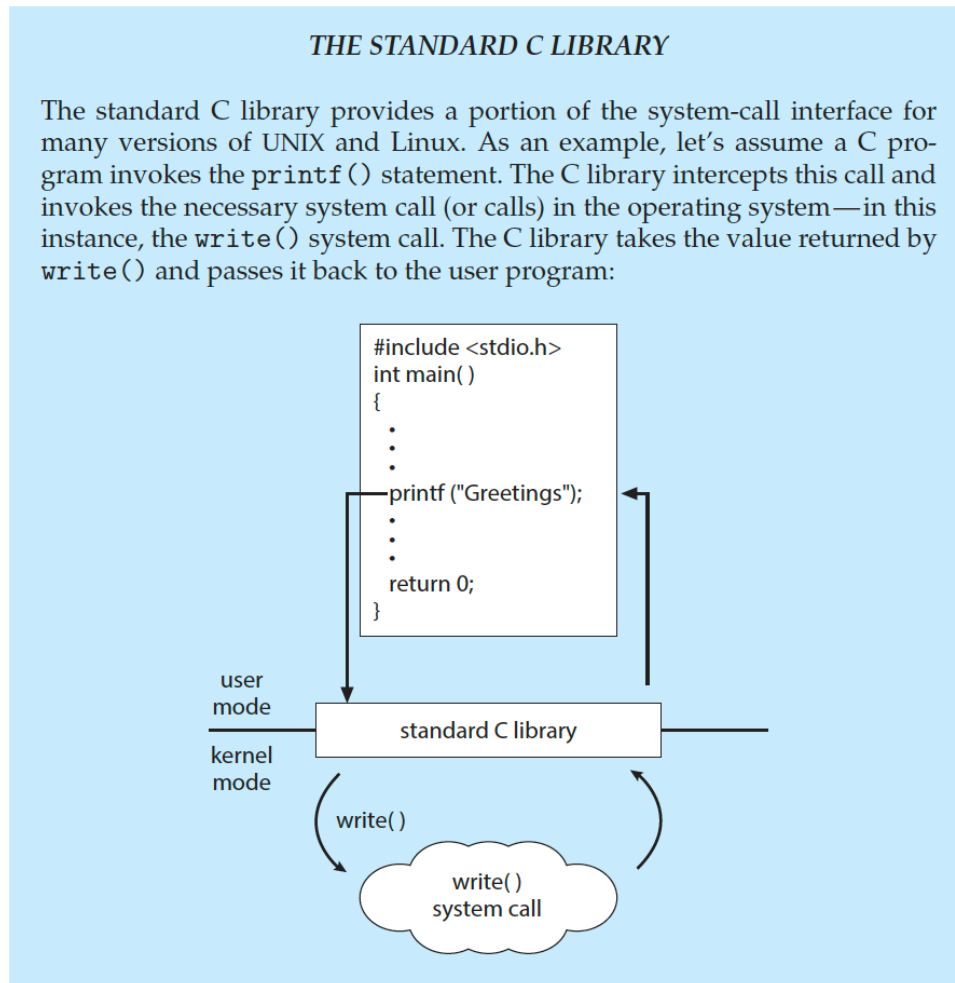 THE STANDARD C LIBRARY
The standard C library provides a portion of the system-call interface for
many versions of UNIX and Linux. As an example, let's assume a C pro-
gram invokes the printf() statement. The C library intercepts this call and
invokes the necessary system call (or calls) in the operating system—in this
instance, the write() system call. The C library takes the value returned by
write() and passes it back to the user program:
#include <stdio.h>
int main( )
{
•
•
•
printf ("Greetings");
•
•
•
return 0;
}
user
mode
standard C library
kernel
mode
write( )
write( )
system call